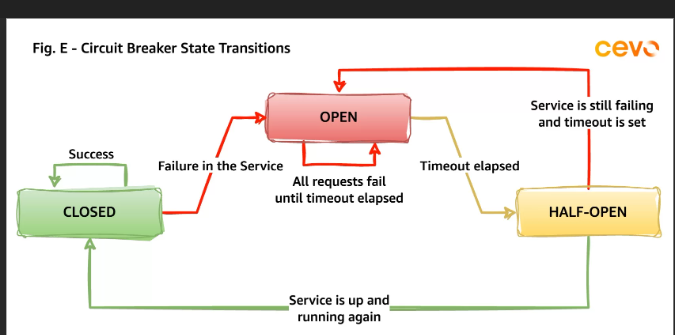 Fig. E - Circuit Breaker State Transitions
cevo
OPEN
Service is still failing
and timeout is set
Success
Failure in the Service
Timeout elapsed
All requests fail
until timeout elapsed
CLOSED
HALF-OPEN
Service is up and
running again